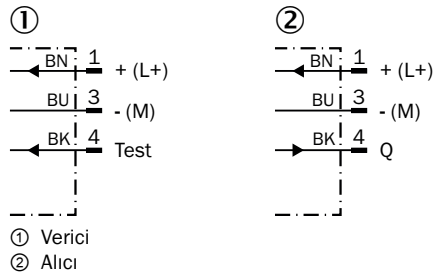 ① ②
BN 1 + (L+) BN 1 + (L+)
BU 3 - (M) BU 3 - (M)
BK 4 Test BK 4 Q
① Verici
② Alıcı